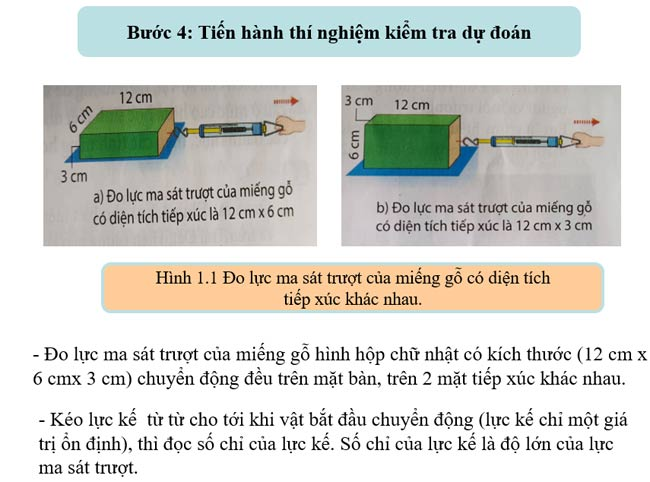 Bước 4: Tiến hành thí nghiệm kiểm tra dự đoán
12 cm
6 cm
3 cm
a) Đo lực ma sát trượt của miếng gỗ
có diện tích tiếp xúc là 12 cm x 6 cm
3 cm
12 cm
6 cm
b) Đo lực ma sát trượt của miếng gỗ
có diện tích tiếp xúc là 12 cm x 3 cm
Hình 1.1 Đo lực ma sát trượt của miếng gỗ có diện tích
tiếp xúc khác nhau.
- Đo lực ma sát trượt của miếng gỗ hình hộp chữ nhật có kích thước (12 cm x
6 cmx 3 cm) chuyển động đều trên mặt bàn, trên 2 mặt tiếp xúc khác nhau.
- Kéo lực kế từ từ cho tới khi vật bắt đầu chuyển động (lực kế chỉ một giá
trị ổn định), thì đọc số chỉ của lực kế. Số chỉ của lực kế là độ lớn của lực
ma sát trượt.